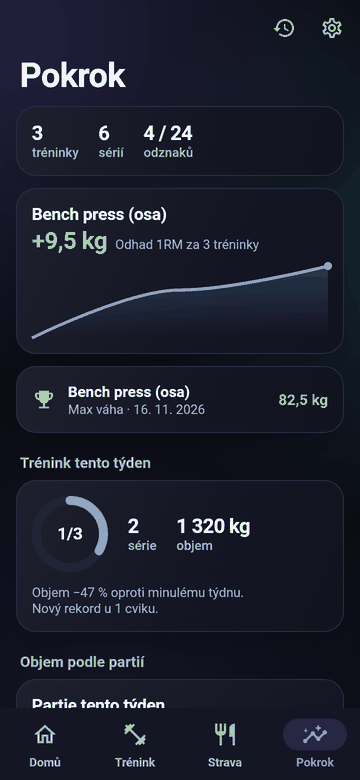 Pokrok
3 6 4 / 24
tréninky sérií odznaků
Bench press (osa)
+9,5 kg Odhad 1RM za 3 tréninky
Bench press (osa)
Max váha · 16. 11. 2026
82,5 kg
Trénink tento týden
1/3
2 1 320 kg
série objem
Objem −47 % oproti minulému týdnu.
Nový rekord u 1 cviku.
Objem podle partií
Partie tento týden
Domů Trénink Strava Pokrok